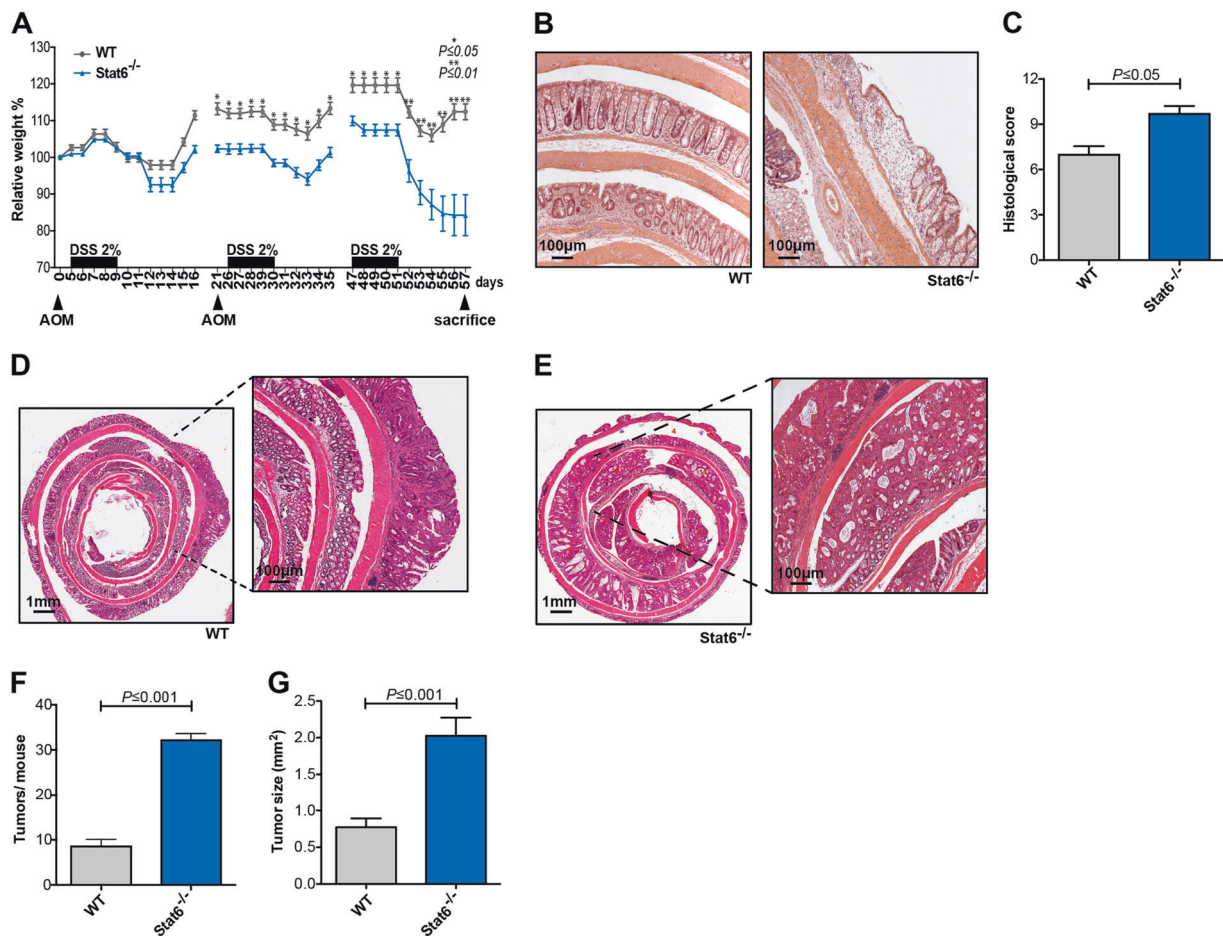 A
130
120
110
100
90
80
70
Relative weight %
WT
Stat6-/-
*
P≤0.05
**
P≤0.01
* * * * * * * * * *
* * * * *
** ** ** ** ** **
DSS 2%
DSS 2%
DSS 2%
0 5 6 7 8 9 10 11 12 13 14 15 16 21 26 27 28 39 30 31 32 33 34 35 47 48 49 50 51 52 53 54 55 56 57 days
AOM
AOM
sacrifice
B
100µm
WT
100µm
Stat6-/-
C
P≤0.05
12
9
6
3
0
Histological score
WT
Stat6-/-
D
1mm
100µm
WT
E
4
1mm
100µm
Stat6-/-
F
P≤0.001
40
30
20
10
0
Tumors/ mouse
WT
Stat6-/-
G
P≤0.001
2.5
2.0
1.5
1.0
0.5
0.0
Tumor size (mm2)
WT
Stat6-/-